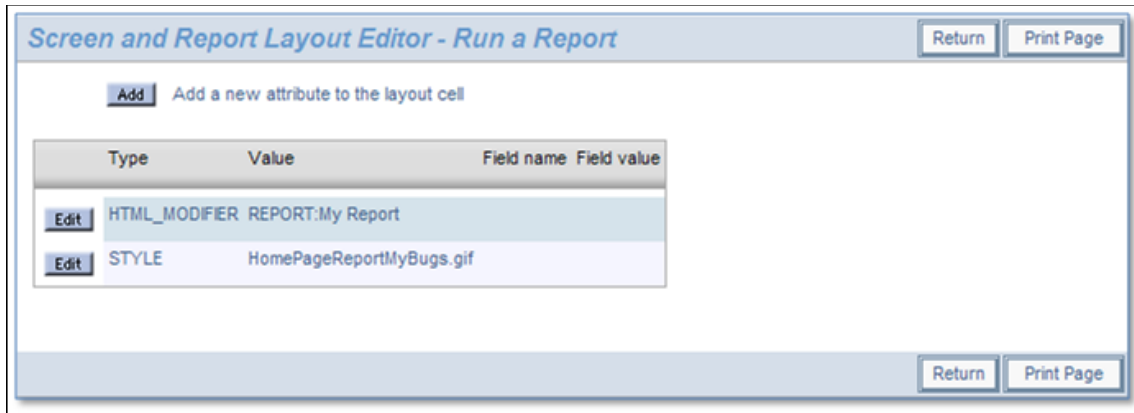 Screen and Report Layout Editor - Run a Report Return Print Page
Add Add a new attribute to the layout cell
Type Value Field name Field value
Edit HTML_MODIFIER REPORT:My Report
Edit STYLE HomePageReportMyBugs.gif
Return Print Page